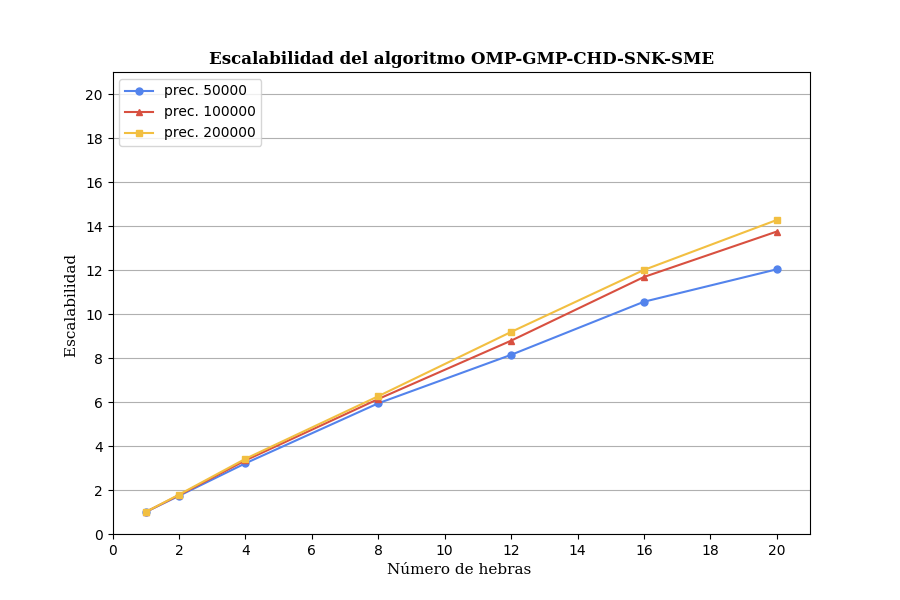 Escalabilidad del algoritmo OMP-GMP-CHD-SNK-SME
prec. 50000
prec. 100000
prec. 200000
Escalabilidad
20
18
16
14
12
10
8
6
4
2
0
0 2 4 6 8 10 12 14 16 18 20
Número de hebras